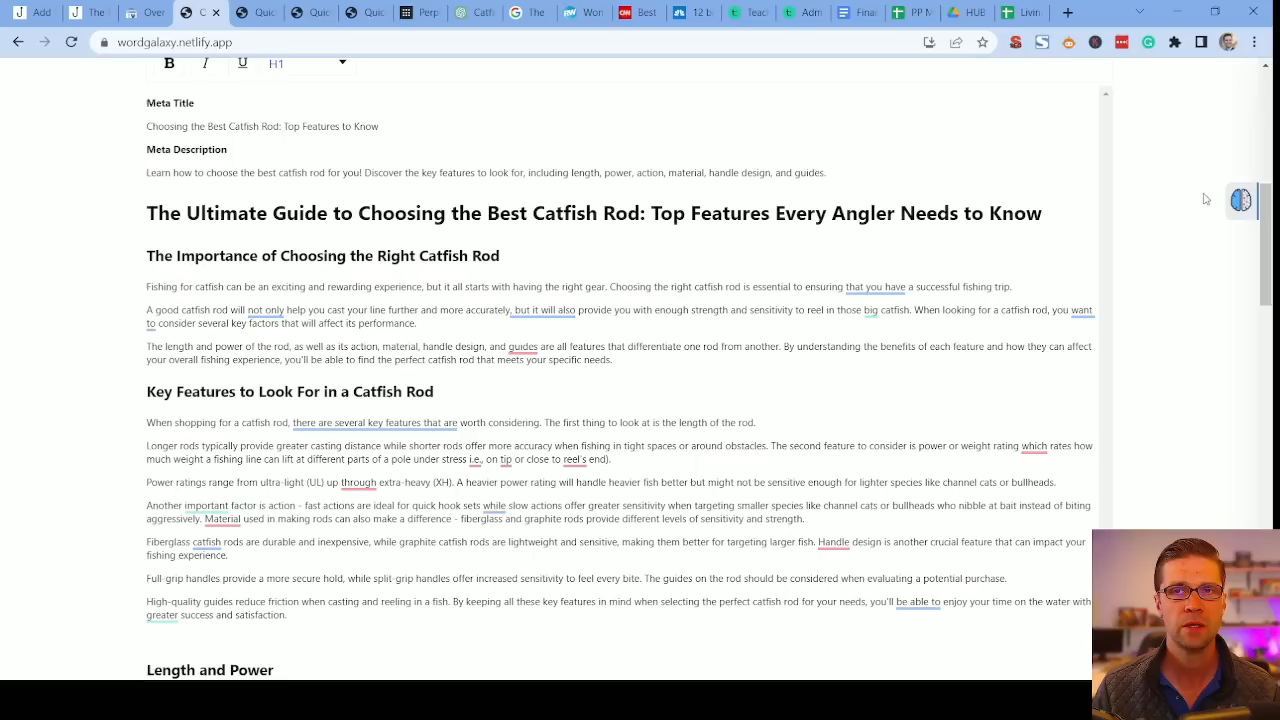 Add The Cal The Won Best 12 b Teac Teac Fin PM HUB
wordgalaxy.netlify.app
B I U H1
Meta Title
Choosing the Best Catfish Rod: Top Features to Know
Meta Description
Learn how to choose the best catfish rod for you! Discover the key features to look for, including length, power, action, material, handle design, and guides.
The Ultimate Guide to Choosing the Best Catfish Rod: Top Features Every Angler Needs to Know
The Importance of Choosing the Right Catfish Rod
Fishing for catfish can be an exciting and rewarding experience, but it all starts with having the right gear. Choosing the right catfish rod is essential to ensuring that you have a successful fishing trip.
A good catfish rod will not only help you cast your line further and more accurately, but it will also provide you with enough strength and sensitivity to reel in those big catfish. When looking for a catfish rod, you want
to consider several key factors that will affect its performance.
The length and power of the rod, as well as its action, material, handle design, and guides are all features that differentiate one rod from another. By understanding the benefits of each feature and how they can affect
your overall fishing experience, you'll be able to find the perfect catfish rod that meets your specific needs.
Key Features to Look For in a Catfish Rod
When shopping for a catfish rod, there are several key features that are worth considering. The first thing to look at is the length of the rod.
Longer rods typically provide greater casting distance while shorter rods offer more accuracy when fishing in tight spaces or around obstacles. The second feature to consider is power or weight rating which rates how
much weight a fishing line can lift at different parts of a pole under stress i.e., on tip or close to reel's end).
Power ratings range from ultra-light (UL) up through extra-heavy (XH). A heavier power rating will handle heavier fish better but might not be sensitive enough for lighter species like channel cats or bullheads.
Another important factor is action - fast actions are ideal for quick hook sets while slow actions offer greater sensitivity when targeting smaller species like channel cats or bullheads who nibble at bait instead of biting
aggressively. Material used in making rods can also make a difference - fiberglass and graphite rods provide different levels of sensitivity and strength.
Fiberglass catfish rods are durable and inexpensive, while graphite catfish rods are lightweight and sensitive, making them better for targeting larger fish. Handle design is another crucial feature that can impact your
fishing experience.
Full-grip handles provide a more secure hold, while split-grip handles offer increased sensitivity to feel every bite. The guides on the rod should be considered when evaluating a potential purchase.
High-quality guides reduce friction when casting and reeling in a fish. By keeping all these key features in mind when selecting the perfect catfish rod for your needs, you'll be able to enjoy your time on the water with
greater success and satisfaction.
Length and Power